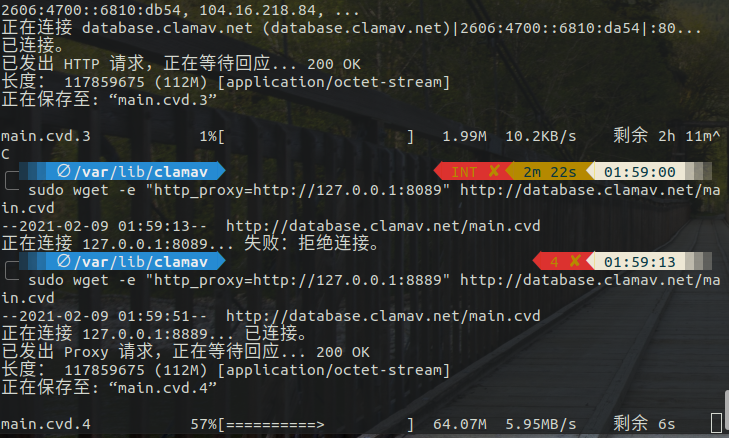 2606:4700::6810:db54, 104.16.218.84, ...
正在连接 database.clamav.net (database.clamav.net)|2606:4700::6810:da54|:80...
已连接。
已发出 HTTP 请求，正在等待回应... 200 OK
长度： 117859675 (112M) [application/octet-stream]
正在保存至: “main.cvd.3”
main.cvd.3 1%[ ] 1.99M 10.2KB/s 剩余 2h 11m^
C
∅/var/lib/clamav INT ✘ 2m 22s 01:59:00
sudo wget -e "http_proxy=http://127.0.0.1:8089" http://database.clamav.net/ma
in.cvd
--2021-02-09 01:59:13-- http://database.clamav.net/main.cvd
正在连接 127.0.0.1:8089... 失败：拒绝连接。
∅/var/lib/clamav 4 ✘ 01:59:13
sudo wget -e "http_proxy=http://127.0.0.1:8889" http://database.clamav.net/ma
in.cvd
--2021-02-09 01:59:51-- http://database.clamav.net/main.cvd
正在连接 127.0.0.1:8889... 已连接。
已发出 Proxy 请求，正在等待回应... 200 OK
长度： 117859675 (112M) [application/octet-stream]
正在保存至: “main.cvd.4”
main.cvd.4 57%[==========> ] 64.07M 5.95MB/s 剩余 6s